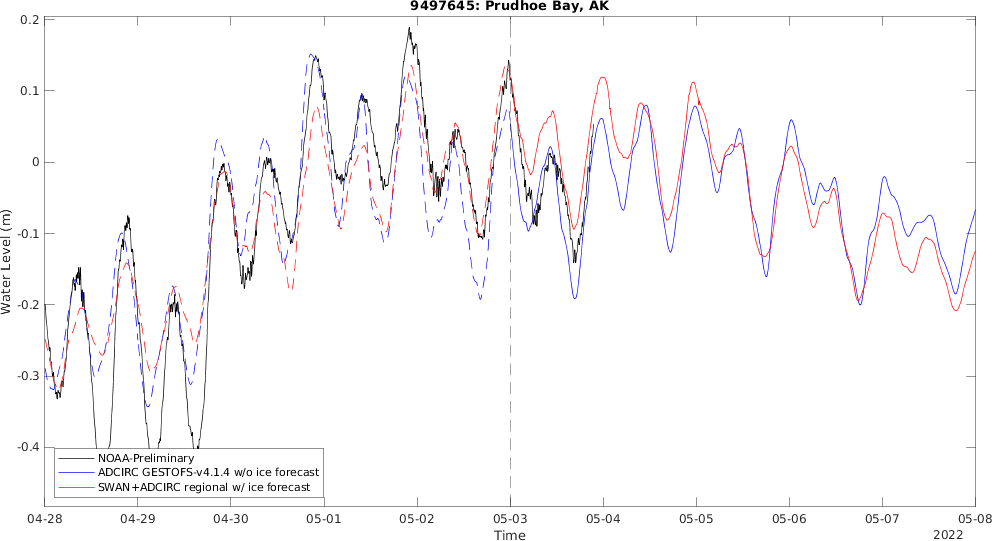 9497645: Prudhoe Bay, AK
0.2
0.1
0
-0.1
-0.2
-0.3
-0.4
Water Level (m)
NOAA-Preliminary
ADCIRC GESTOFS-v4.1.4 w/o ice forecast
SWAN+ADCIRC regional w/ ice forecast
04-28 04-29 04-30 05-01 05-02 05-03 05-04 05-05 05-06 05-07 05-08
Time
2022